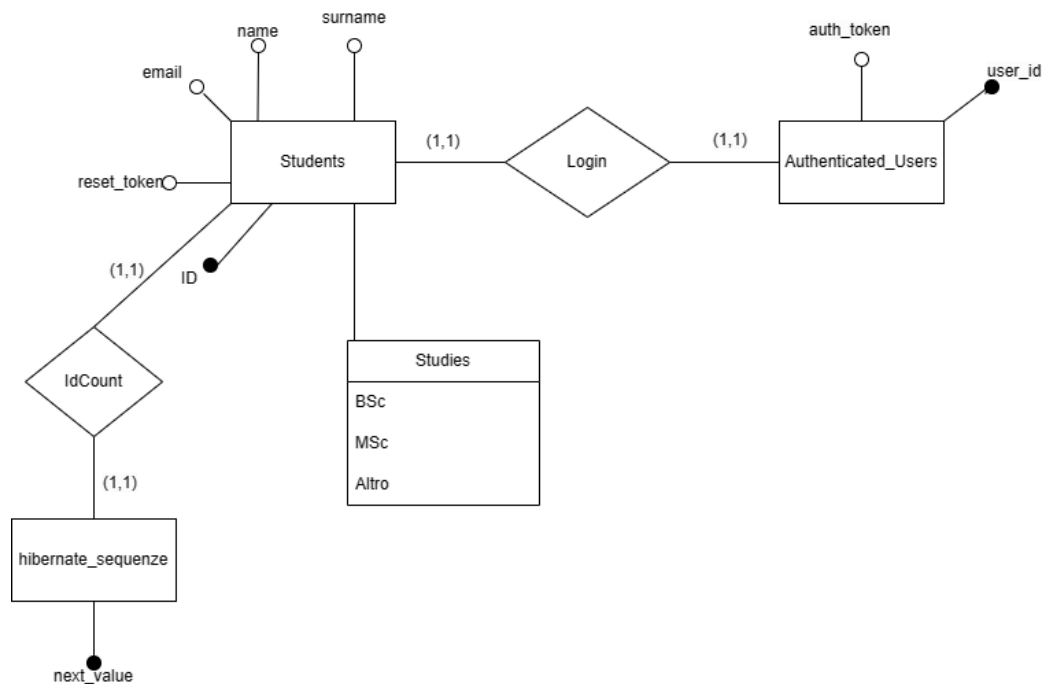 surname
name
auth_token
email
user_id
(1,1)
(1,1)
Students
Login
Authenticated_Users
reset_token
(1,1)
ID
Studies
IdCount
BSc
MSc
(1,1)
Altro
hibernate_sequenze
next_value